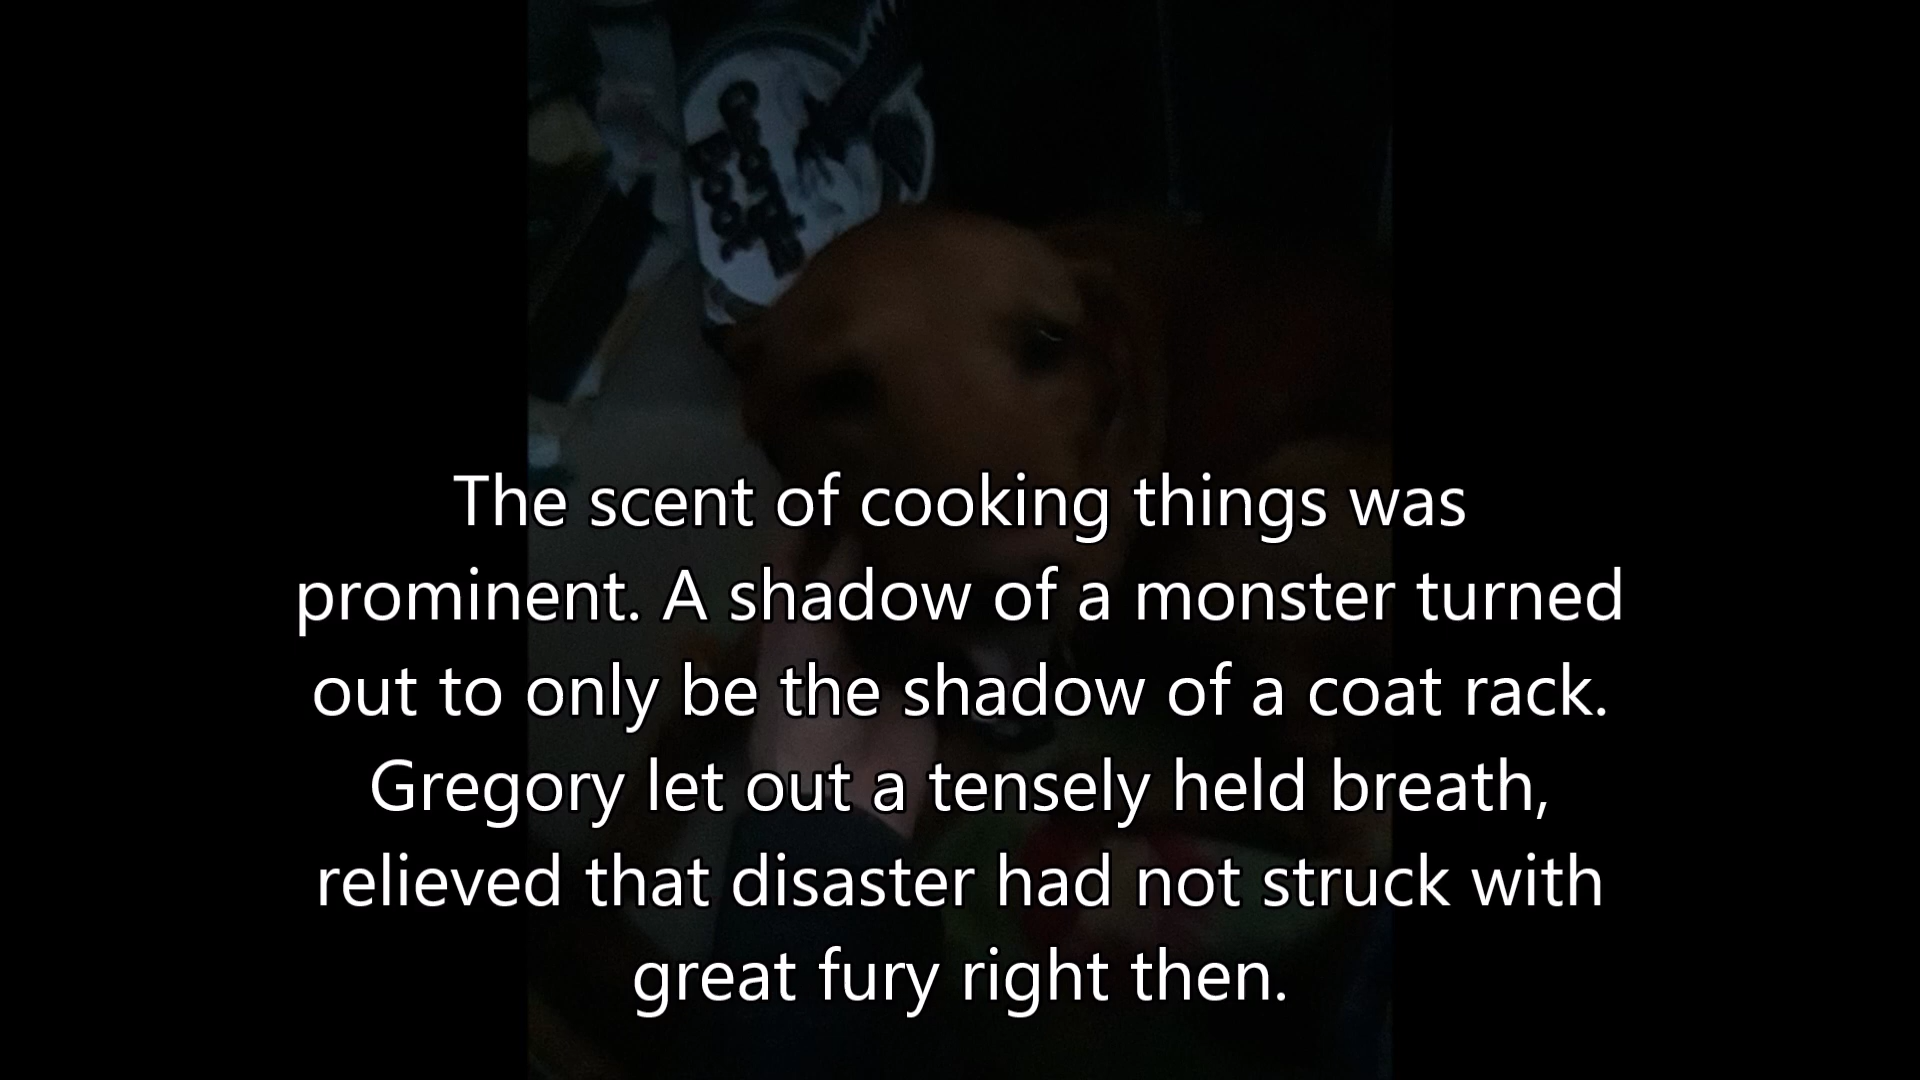 The scent of cooking things was
prominent. A shadow of a monster turned
out to only be the shadow of a coat rack.
Gregory let out a tensely held breath,
relieved that disaster had not struck with
great fury right then.